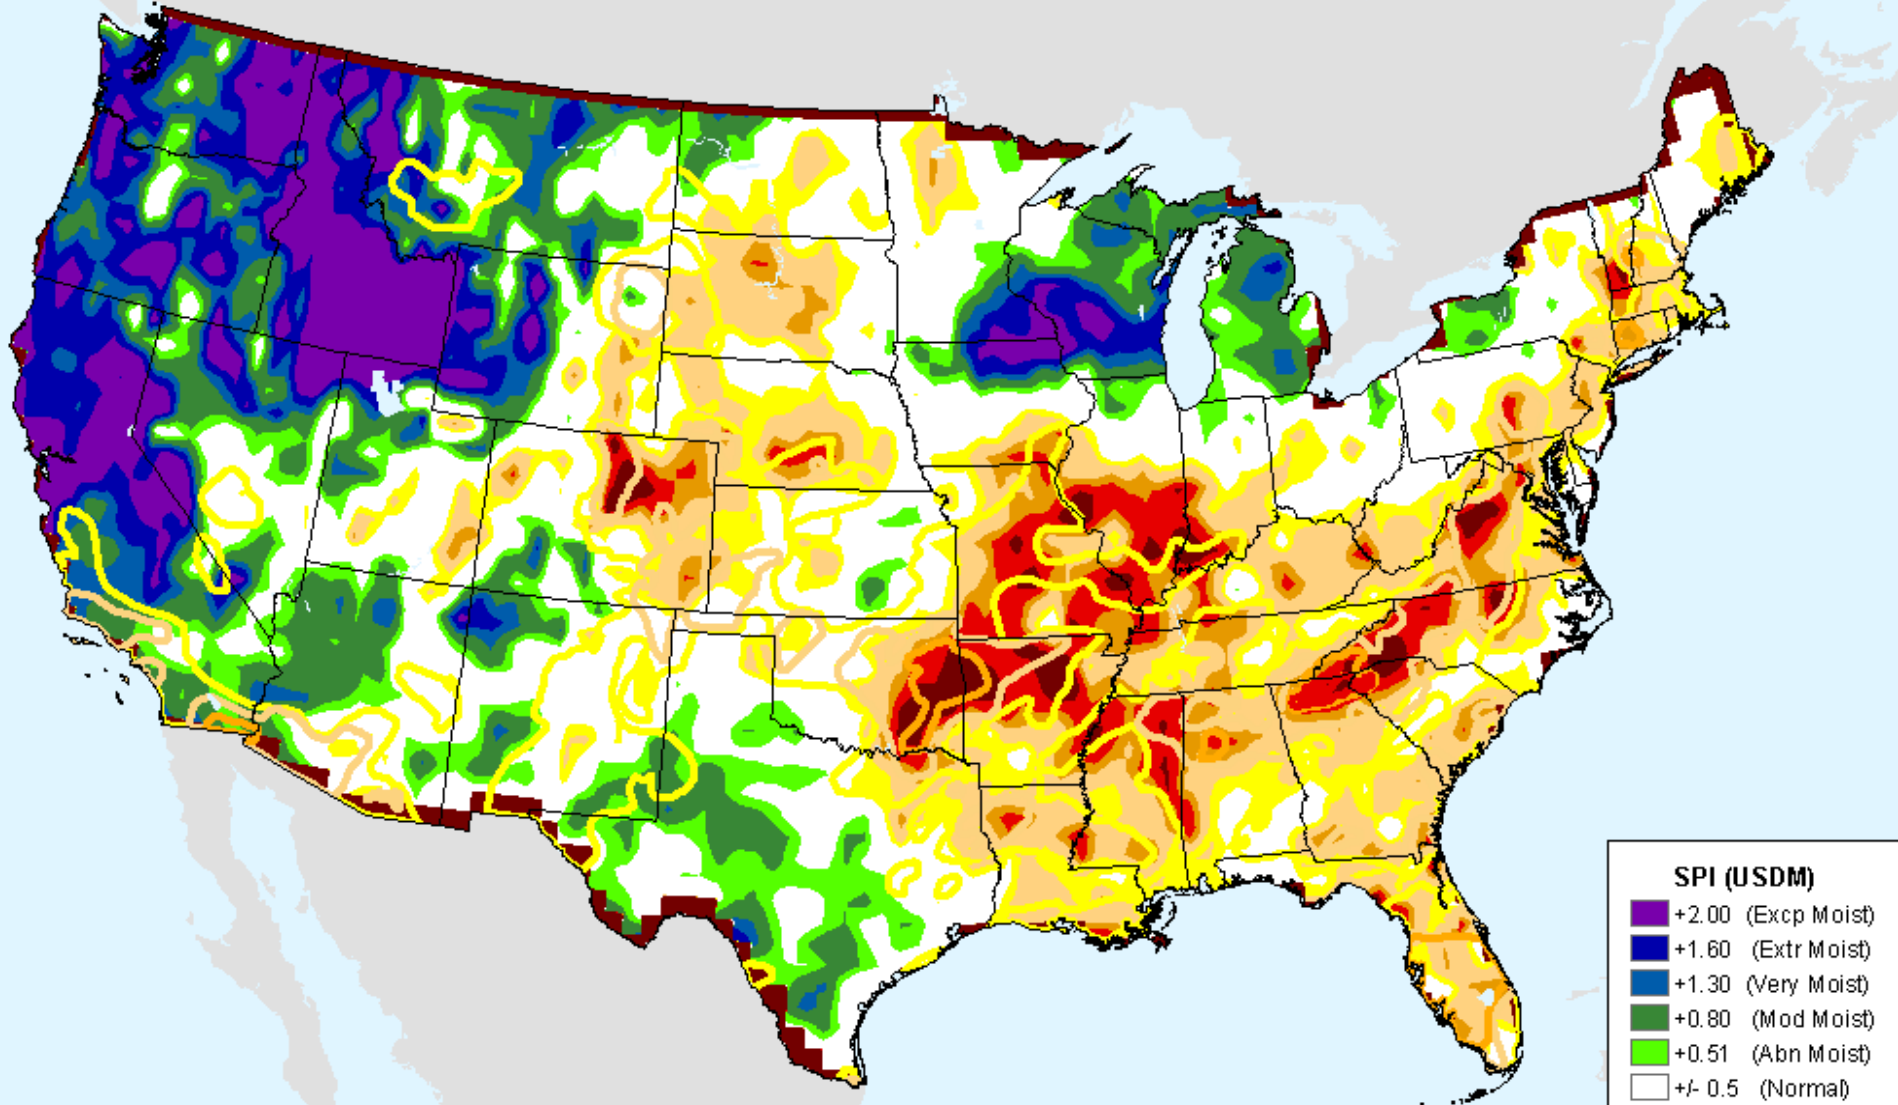 SPI (USDM)
+2.00 (Excp Moist)
+1.60 (Extr Moist)
+1.30 (Very Moist)
+0.80 (Mod Moist)
+0.51 (Abn Moist)
+/- 0.5 (Normal)